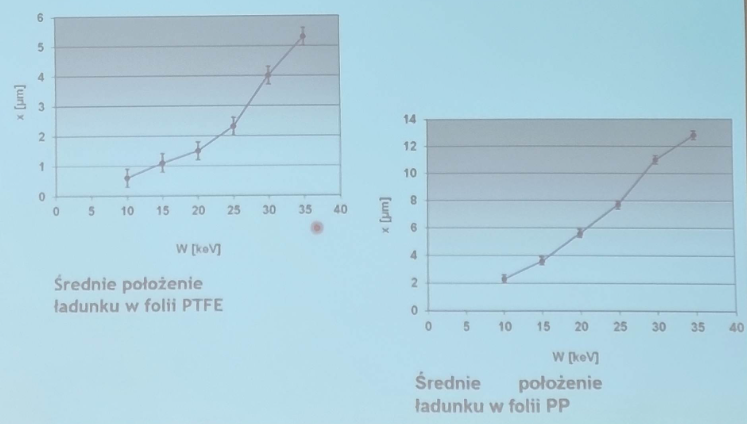 6
5
4
3
2
1
0
x [µm]
0 5 10 15 20 25 30 35 40
W [keV]
Średnie położenie
ładunku w folii PTFE
14
12
10
8
6
4
2
0
x [µm]
0 5 10 15 20 25 30 35 40
W [keV]
Średnie położenie
ładunku w folii PP